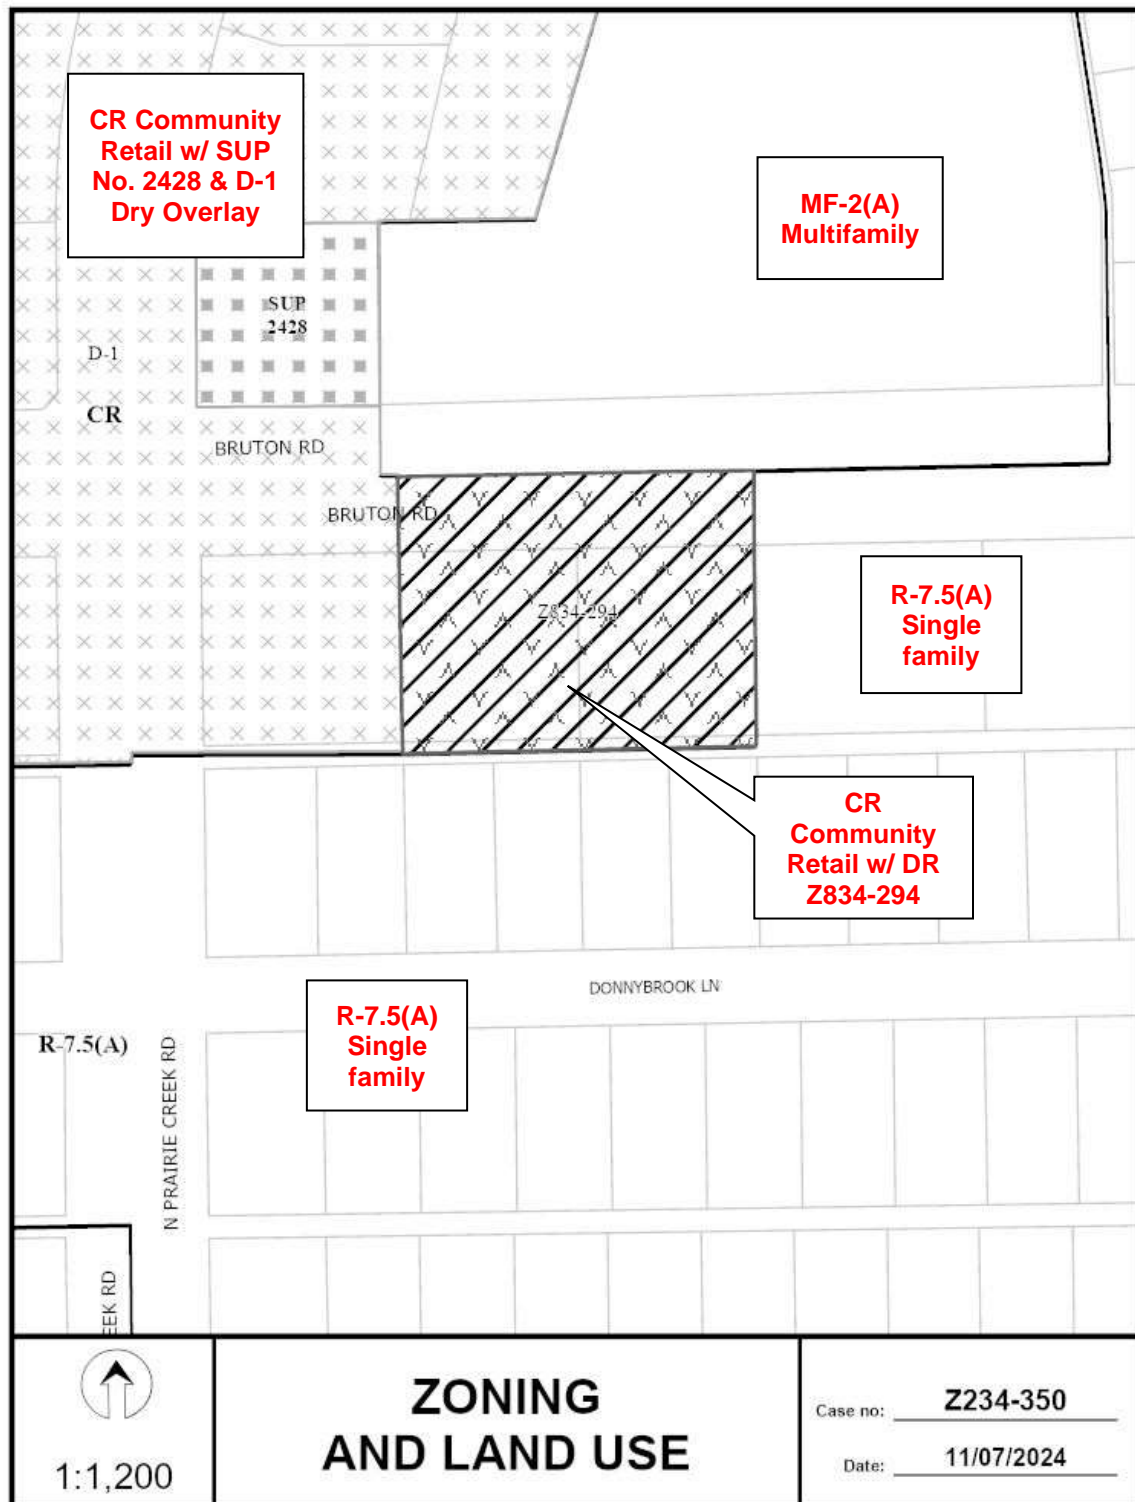 CR Community
Retail w/ SUP
No. 2428 & D-1
Dry Overlay
MF-2(A)
Multifamily
SUP
2428
D-1
CR
BRUTON RD
BRUTON RD
Z834-294
R-7.5(A)
Single
family
CR
Community
Retail w/ DR
Z834-294
DONNYBROOK LN
R-7.5(A)
Single
family
R-7.5(A)
N PRAIRIE CREEK RD
EEK RD
1:1,200
ZONING
AND LAND USE
Case no: Z234-350
Date: 11/07/2024